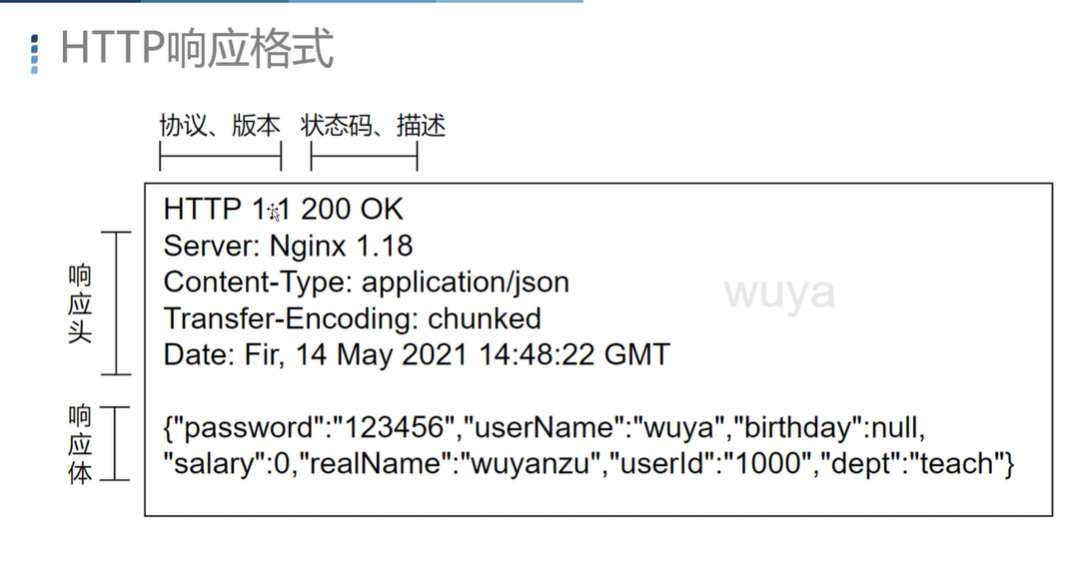 HTTP响应格式
协议、版本 状态码、描述
HTTP 1.1 200 OK
Server: Nginx 1.18
Content-Type: application/json
Transfer-Encoding: chunked
Date: Fir, 14 May 2021 14:48:22 GMT
响应头
wuya
响应体
{"password":"123456","userName":"wuya","birthday":null,
"salary":0,"realName":"wuyanzu","userId":"1000","dept":"teach"}